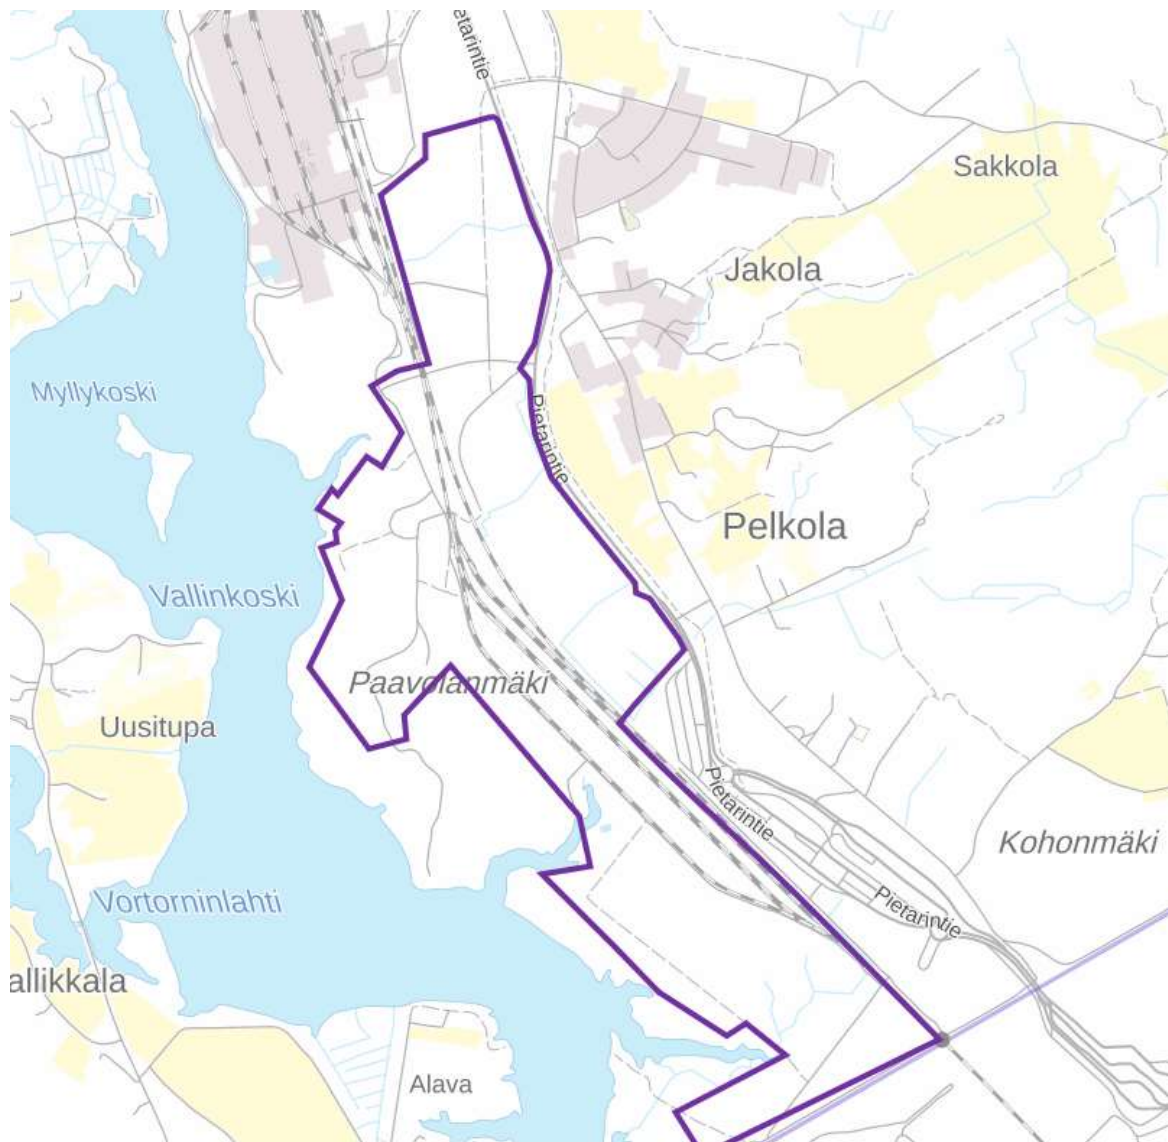 Pietarintie
Sakkola
Jakola
Myllykoski
Pietarintie
Pelkola
Vallinkoski
Paavolanmäki
Uusitupa
Pietarintie
Kohonmäki
Vortorninlahti
Pietarintie
allikkala
Alava